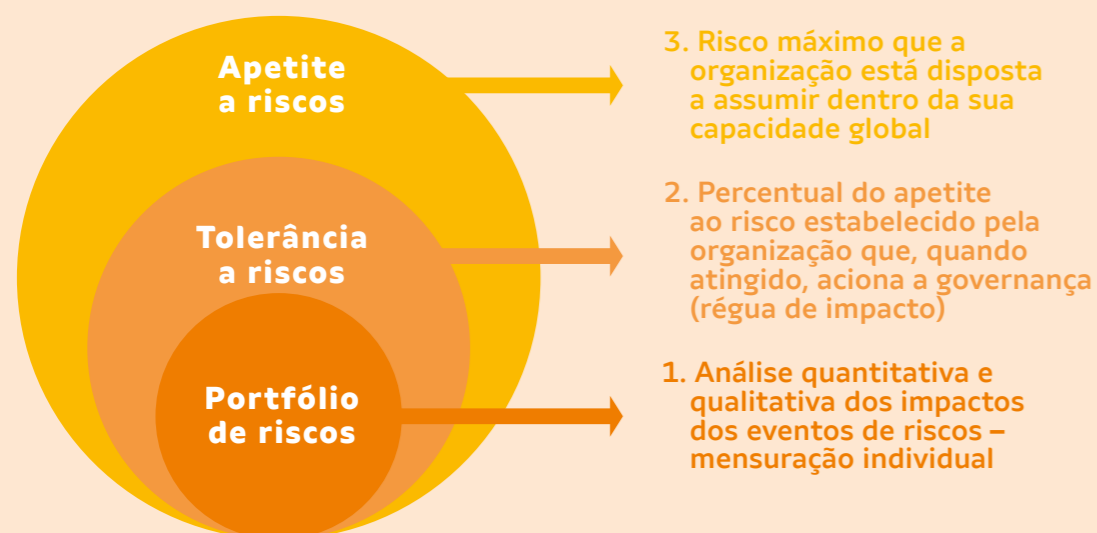 Apetite
a riscos
3. Risco máximo que a
organização está disposta
a assumir dentro da sua
capacidade global
Tolerância
a riscos
2. Percentual do apetite
ao risco estabelecido pela
organização que, quando
atingido, aciona a governança
(régua de impacto)
Portfólio
de riscos
1. Análise quantitativa e
qualitativa dos impactos
dos eventos de riscos –
mensuração individual